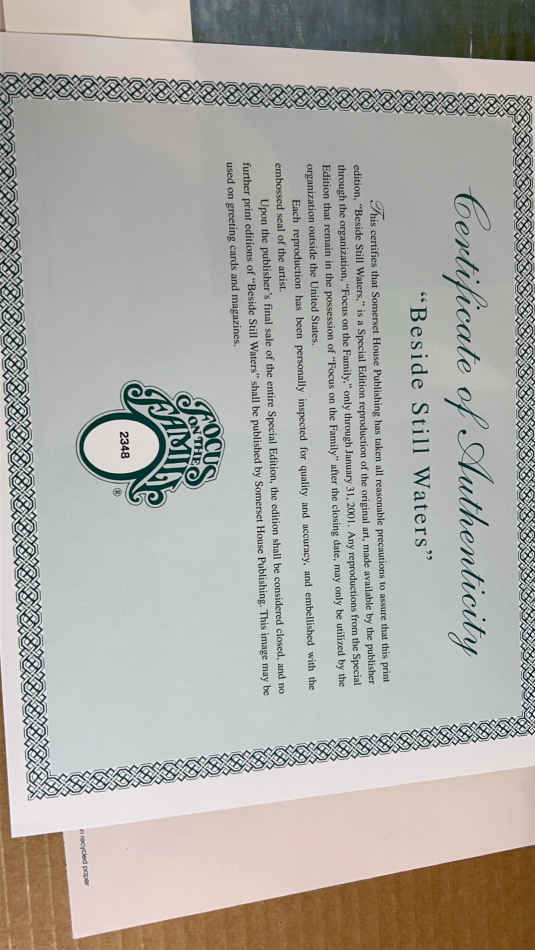 Certificate of Authenticity
“Beside Still Waters”
This certifies that Somerset House Publishing has taken all reasonable precautions to assure that this print
edition, “Beside Still Waters,” is a Special Edition reproduction of the original art, made available by the publisher
through the organization, “Focus on the Family,” only through January 31, 2001. Any reproductions from the Special
Edition that remain in the possession of “Focus on the Family” after the closing date, may only be utilized by the
organization outside the United States.
Each reproduction has been personally inspected for quality and accuracy, and embellished with the
embossed seal of the artist.
Upon the publisher’s final sale of the entire Special Edition, the edition shall be considered closed, and no
further print editions of “Beside Still Waters” shall be published by Somerset House Publishing. This image may be
used on greeting cards and magazines.
FOCUS
ON THE
FAMILY
®
2348
n recycled paper